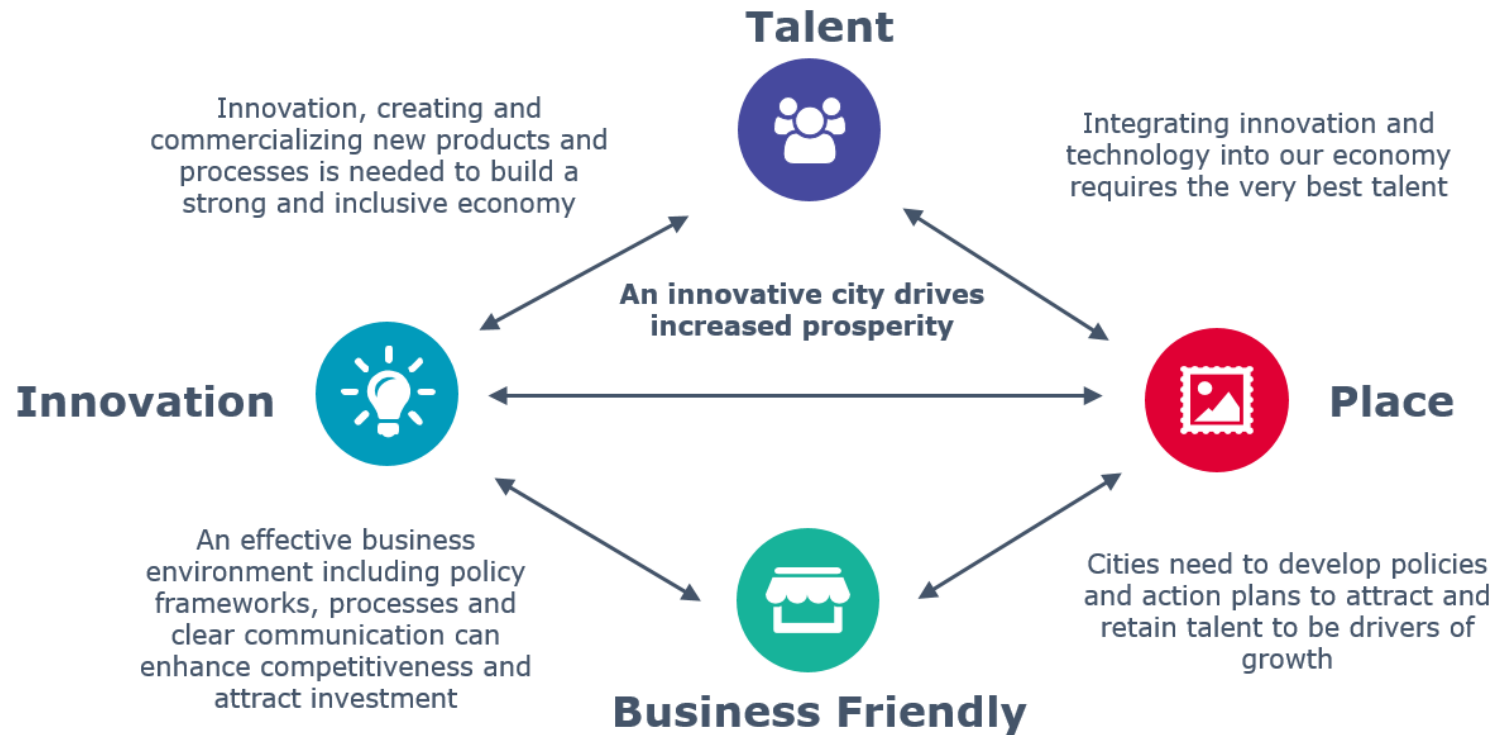 Talent
Innovation, creating and
commercializing new products and
processes is needed to build a
strong and inclusive economy
Integrating innovation and
technology into our economy
requires the very best talent
An innovative city drives
increased prosperity
Innovation
Place
An effective business
environment including policy
frameworks, processes and
clear communication can
enhance competitiveness and
attract investment
Cities need to develop policies
and action plans to attract and
retain talent to be drivers of
growth
Business Friendly